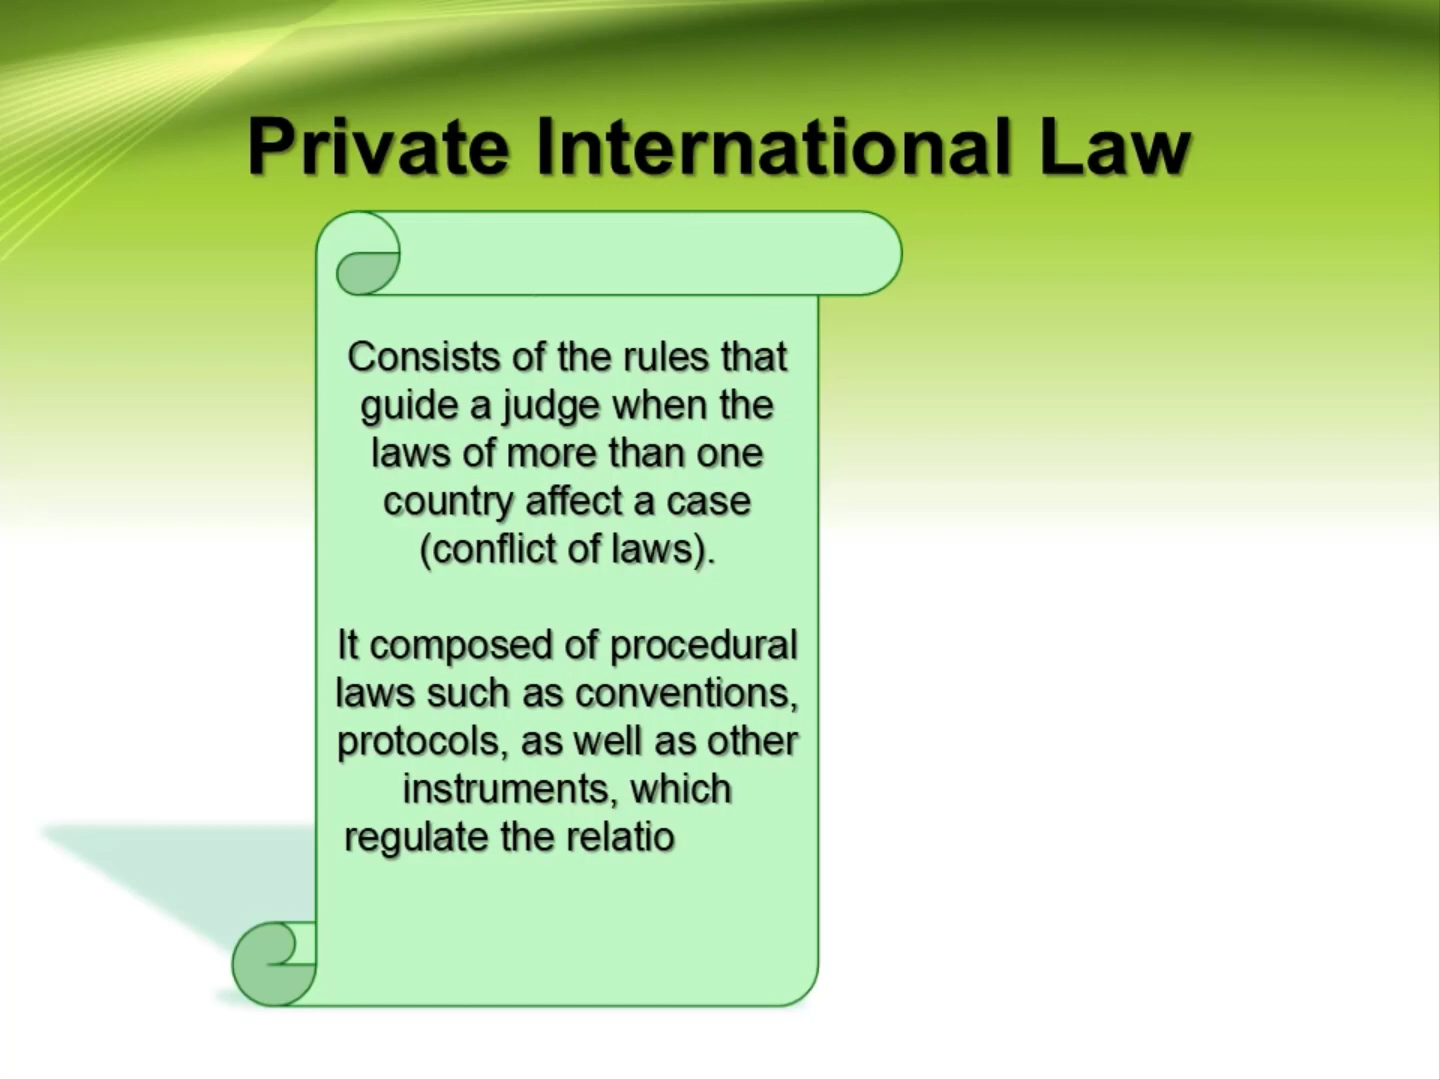 Private International Law
Consists of the rules that
guide a judge when the
laws of more than one
country affect a case
(conflict of laws).
It composed of procedural
laws such as conventions,
protocols, as well as other
instruments, which
regulate the relatio